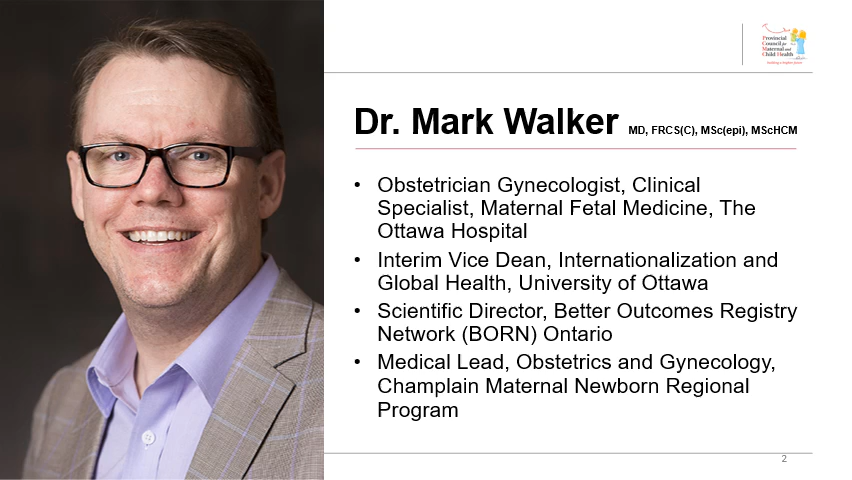 Provincial
Council for
Maternal and
Child Health
Dr. Mark Walker MD, FRCS(C), MSc(epi), MScHCM
• Obstetrician Gynecologist, Clinical
Specialist, Maternal Fetal Medicine, The
Ottawa Hospital
• Interim Vice Dean, Internationalization and
Global Health, University of Ottawa
• Scientific Director, Better Outcomes Registry
Network (BORN) Ontario
• Medical Lead, Obstetrics and Gynecology,
Champlain Maternal Newborn Regional
Program
2